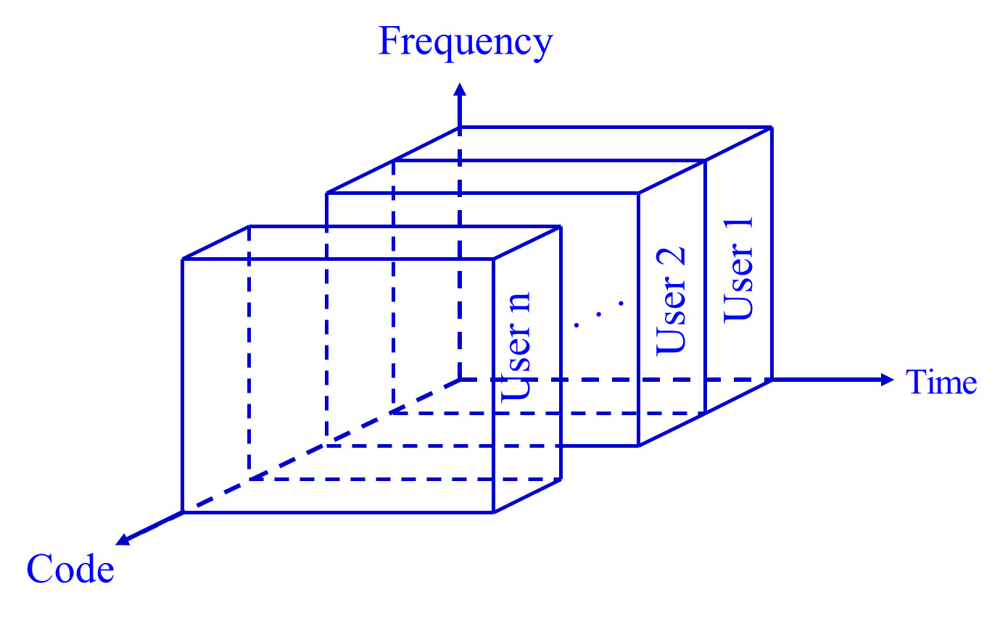 Frequency
User 1
User 2
. . .
User n
Time
Code